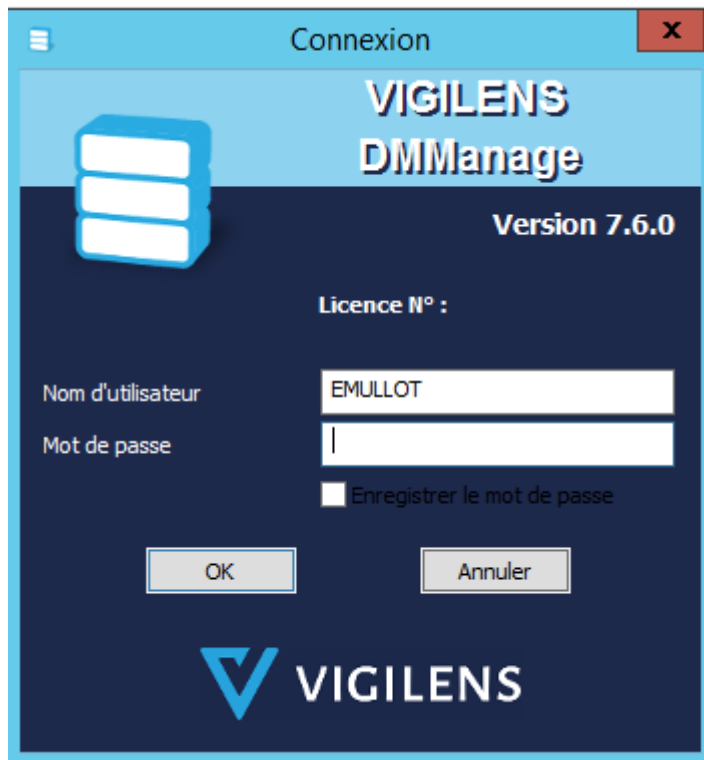 Connexion
x
VIGILENS
DMManage
Version 7.6.0
Licence N° :
Nom d'utilisateur
EMULLOT
Mot de passe
Enregistrer le mot de passe
OK
Annuler
VIGILENS